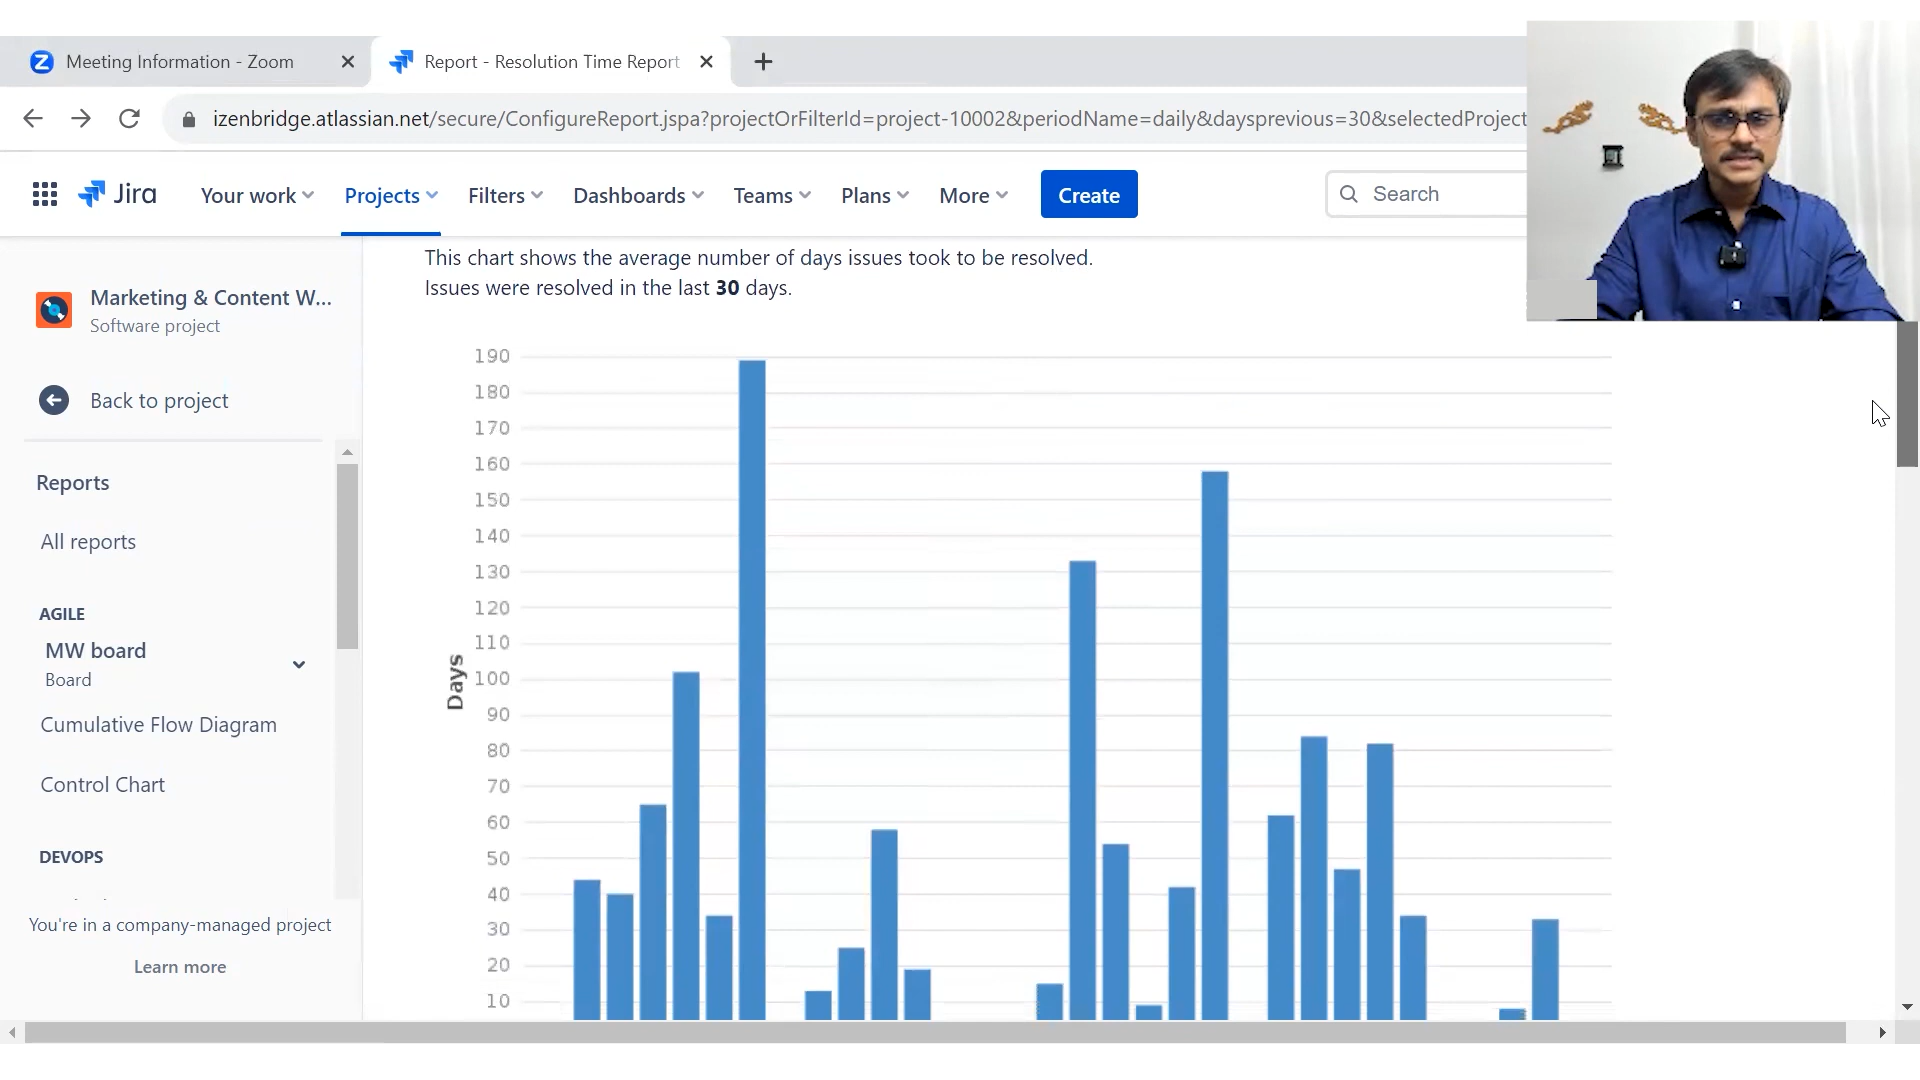 Meeting Information - Zoom
Report - Resolution Time Report
izenbridge.atlassian.net/secure/ConfigureReport.jspa?projectOrFilterId=project-10002&periodName=daily&daysprevious=30&selectedProject
Jira
Your work
Projects
Filters
Dashboards
Teams
Plans
More
Create
Search
Marketing & Content W...
Software project
Back to project
Reports
All reports
AGILE
MW board
Board
Cumulative Flow Diagram
Control Chart
DEVOPS
You're in a company-managed project
Learn more
This chart shows the average number of days issues took to be resolved.
Issues were resolved in the last 30 days.
190
180
170
160
150
140
130
120
110
100
90
80
70
60
50
40
30
20
10
Days